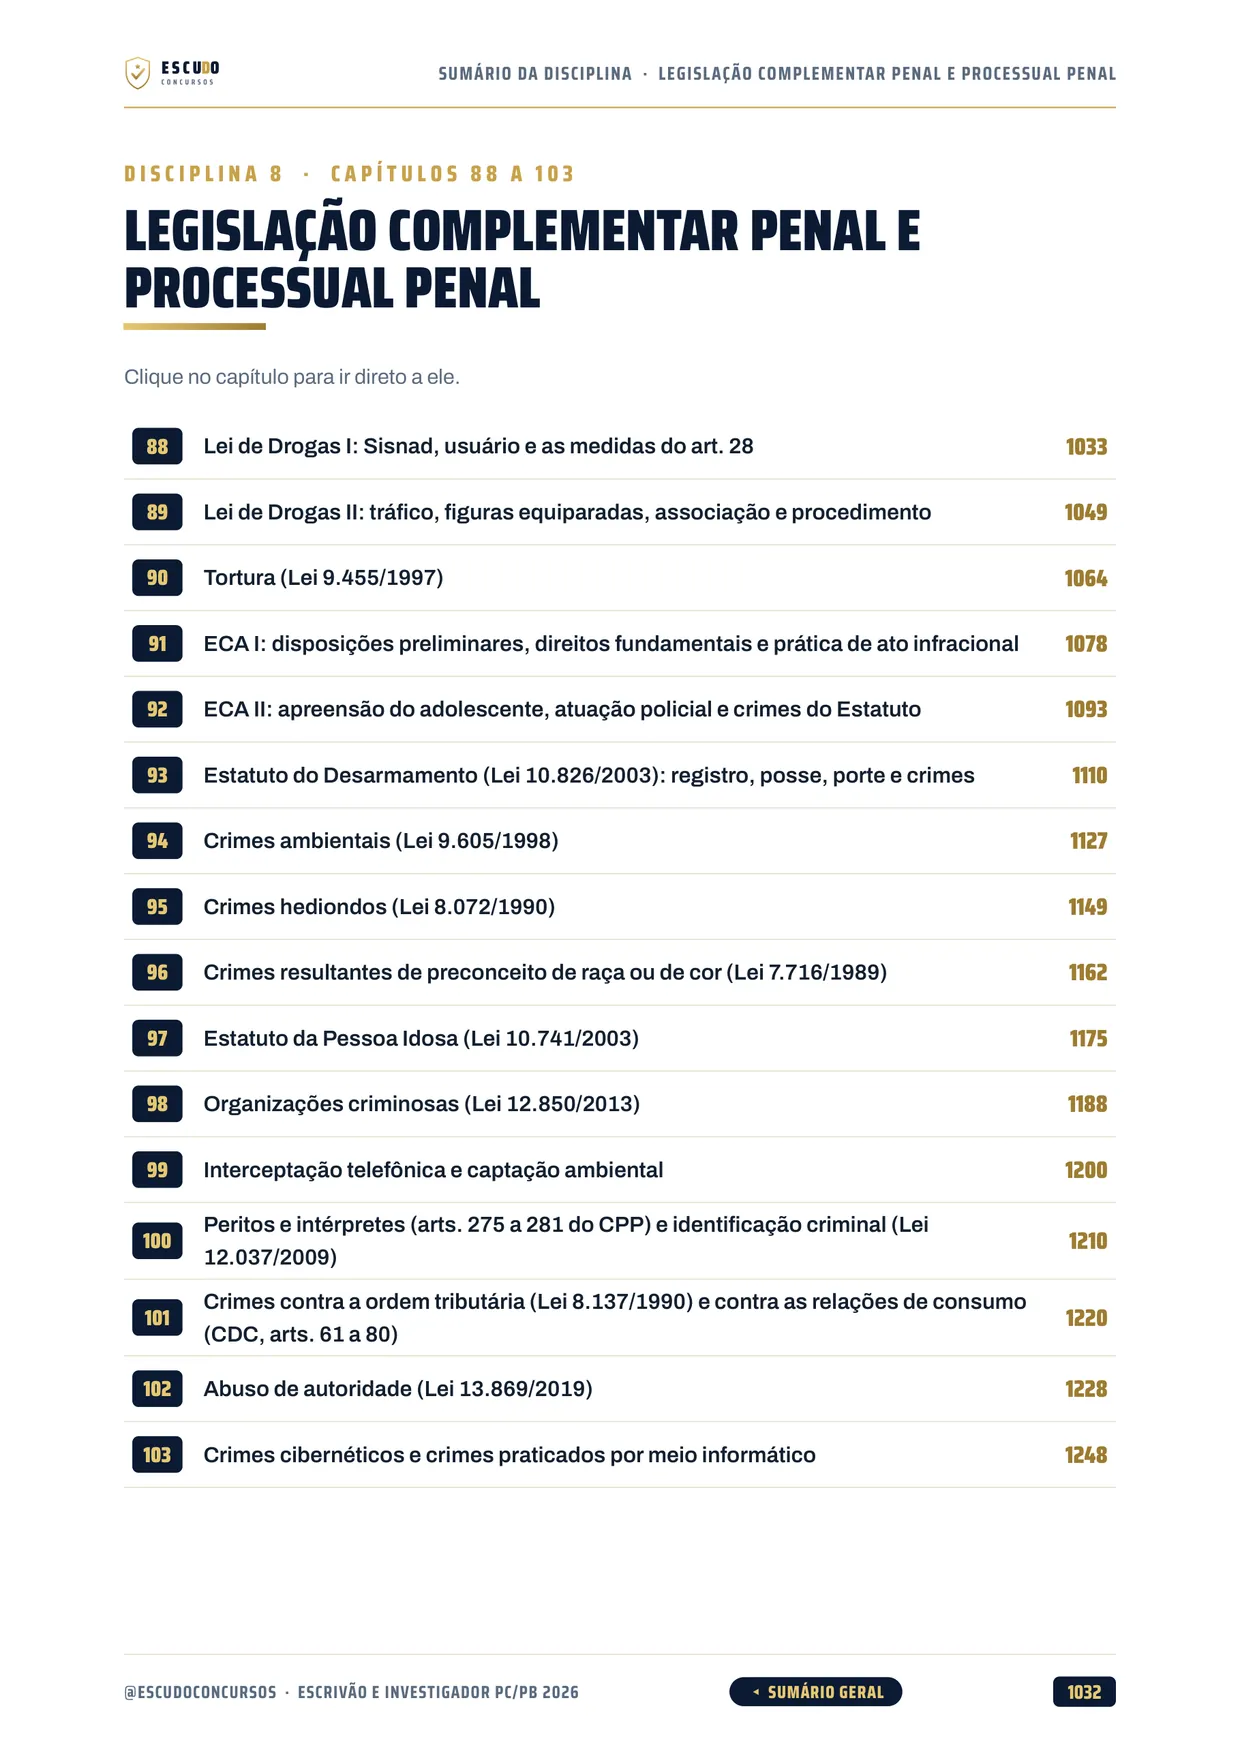 ESCUDO
CONCURSOS
SUMÁRIO DA DISCIPLINA · LEGISLAÇÃO COMPLEMENTAR PENAL E PROCESSUAL PENAL
DISCIPLINA 8 · CAPÍTULOS 88 A 103
LEGISLAÇÃO COMPLEMENTAR PENAL E
PROCESSUAL PENAL
Clique no capítulo para ir direto a ele.
88 Lei de Drogas I: Sisnad, usuário e as medidas do art. 28 1033
89 Lei de Drogas II: tráfico, figuras equiparadas, associação e procedimento 1049
90 Tortura (Lei 9.455/1997) 1064
91 ECA I: disposições preliminares, direitos fundamentais e prática de ato infracional 1078
92 ECA II: apreensão do adolescente, atuação policial e crimes do Estatuto 1093
93 Estatuto do Desarmamento (Lei 10.826/2003): registro, posse, porte e crimes 1110
94 Crimes ambientais (Lei 9.605/1998) 1127
95 Crimes hediondos (Lei 8.072/1990) 1149
96 Crimes resultantes de preconceito de raça ou de cor (Lei 7.716/1989) 1162
97 Estatuto da Pessoa Idosa (Lei 10.741/2003) 1175
98 Organizações criminosas (Lei 12.850/2013) 1188
99 Interceptação telefônica e captação ambiental 1200
100 Peritos e intérpretes (arts. 275 a 281 do CPP) e identificação criminal (Lei
12.037/2009) 1210
101 Crimes contra a ordem tributária (Lei 8.137/1990) e contra as relações de consumo
(CDC, arts. 61 a 80) 1220
102 Abuso de autoridade (Lei 13.869/2019) 1228
103 Crimes cibernéticos e crimes praticados por meio informático 1248
@ESCUDOCONCURSOS · ESCRIVÃO E INVESTIGADOR PC/PB 2026 SUMÁRIO GERAL 1032